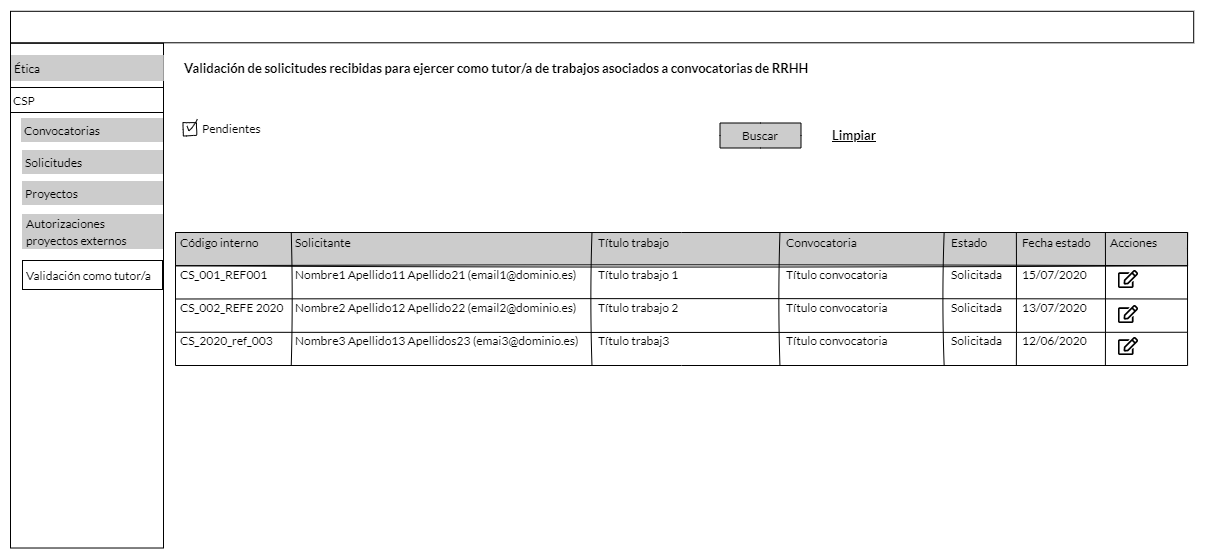 Ética
CSP
Convocatorias
Solicitudes
Proyectos
Autorizaciones
proyectos externos
Validación como tutor/a
Validación de solicitudes recibidas para ejercer como tutor/a de trabajos asociados a convocatorias de RRHH
Pendientes Buscar Limpiar
Código interno Solicitante Título trabajo Convocatoria Estado Fecha estado Acciones
CS_001_REF001 Nombre1 Apellido11 Apellido21 (email1@dominio.es) Título trabajo 1 Título convocatoria Solicitada 15/07/2020
CS_002_REFE 2020 Nombre2 Apellido12 Apellido22 (email2@dominio.es) Título trabajo 2 Título convocatoria Solicitada 13/07/2020
CS_2020_ref_003 Nombre3 Apellido13 Apellidos23 (emai3@dominio.es) Título trabaj3 Título convocatoria Solicitada 12/06/2020